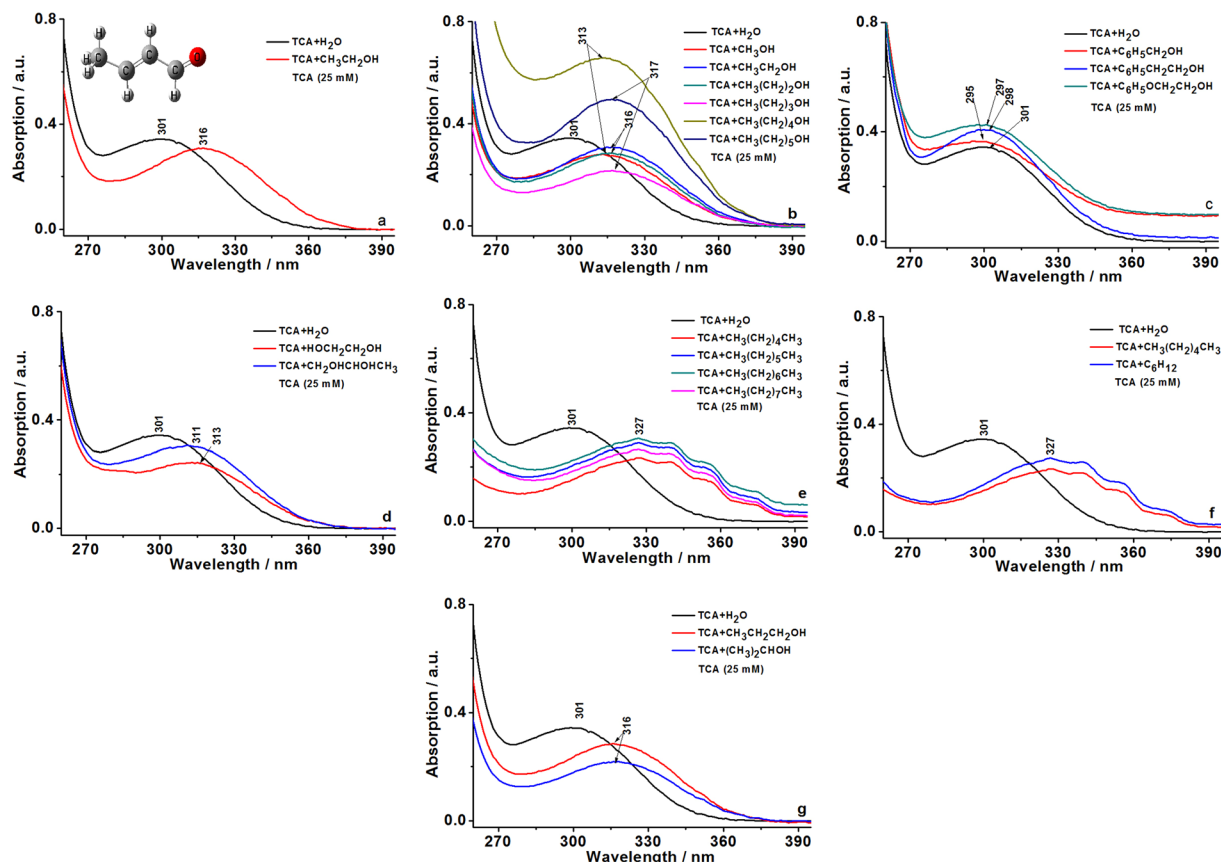 0.8
0.4
0.0
Absorption / a.u.
H
H
H
C
C
C
C
O
H
H
H
TCA+H₂O
TCA+CH₃CH₂OH
TCA (25 mM)
301
316
a
270 300 330 360 390
Wavelength / nm
0.8
0.4
0.0
Absorption / a.u.
TCA+H₂O
TCA+CH₃OH
TCA+CH₃CH₂OH
TCA+CH₃(CH₂)₂OH
TCA+CH₃(CH₂)₃OH
TCA+CH₃(CH₂)₄OH
TCA+CH₃(CH₂)₅OH
TCA (25 mM)
313
317
301
316
b
270 300 330 360 390
Wavelength / nm
0.8
0.4
0.0
Absorption / a.u.
TCA+H₂O
TCA+C₆H₅CH₂OH
TCA+C₆H₅CH₂CH₂OH
TCA+C₆H₅OCH₂CH₂OH
TCA (25 mM)
295
297
298
301
c
270 300 330 360 390
Wavelength / nm
0.8
0.4
0.0
Absorption / a.u.
TCA+H₂O
TCA+HOCH₂CH₂OH
TCA+CH₂OHCHOHCH₃
TCA (25 mM)
301
311
313
d
270 300 330 360 390
Wavelength / nm
0.8
0.4
0.0
Absorption / a.u.
TCA+H₂O
TCA+CH₃(CH₂)₄CH₃
TCA+CH₃(CH₂)₅CH₃
TCA+CH₃(CH₂)₆CH₃
TCA+CH₃(CH₂)₇CH₃
TCA (25 mM)
301
327
e
270 300 330 360 390
Wavelength / nm
0.8
0.4
0.0
Absorption / a.u.
TCA+H₂O
TCA+CH₃(CH₂)₄CH₃
TCA+C₆H₁₂
TCA (25 mM)
301
327
f
270 300 330 360 390
Wavelength / nm
0.8
0.4
0.0
Absorption / a.u.
TCA+H₂O
TCA+CH₃CH₂CH₂OH
TCA+(CH₃)₂CHOH
TCA (25 mM)
301
316
g
270 300 330 360 390
Wavelength / nm